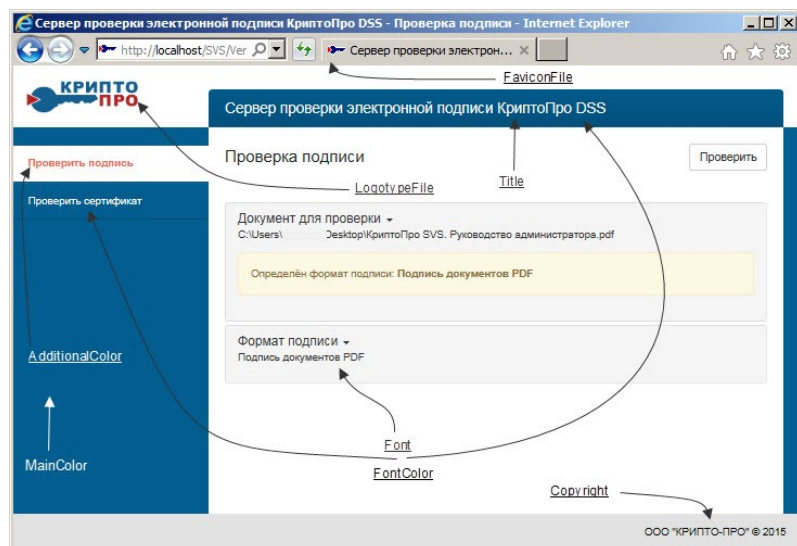 Сервер проверки электронной подписи КриптоПро DSS - Проверка подписи - Internet Explorer
http://localhost/SVS/Ver
Сервер проверки электрон...
FaviconFile
КРИПТО
ПРО
Сервер проверки электронной подписи КриптоПро DSS
Проверить подпись
Проверка подписи
Проверить
LogotypeFile
Title
Проверить сертификат
Документ для проверки
C:\Users\ Desktop\КриптоПро SVS. Руководство администратора.pdf
Определён формат подписи: Подпись документов PDF
Формат подписи
Подпись документов PDF
AdditionalColor
MainColor
Font
FontColor
Copyright
ООО "КРИПТО-ПРО" © 2015